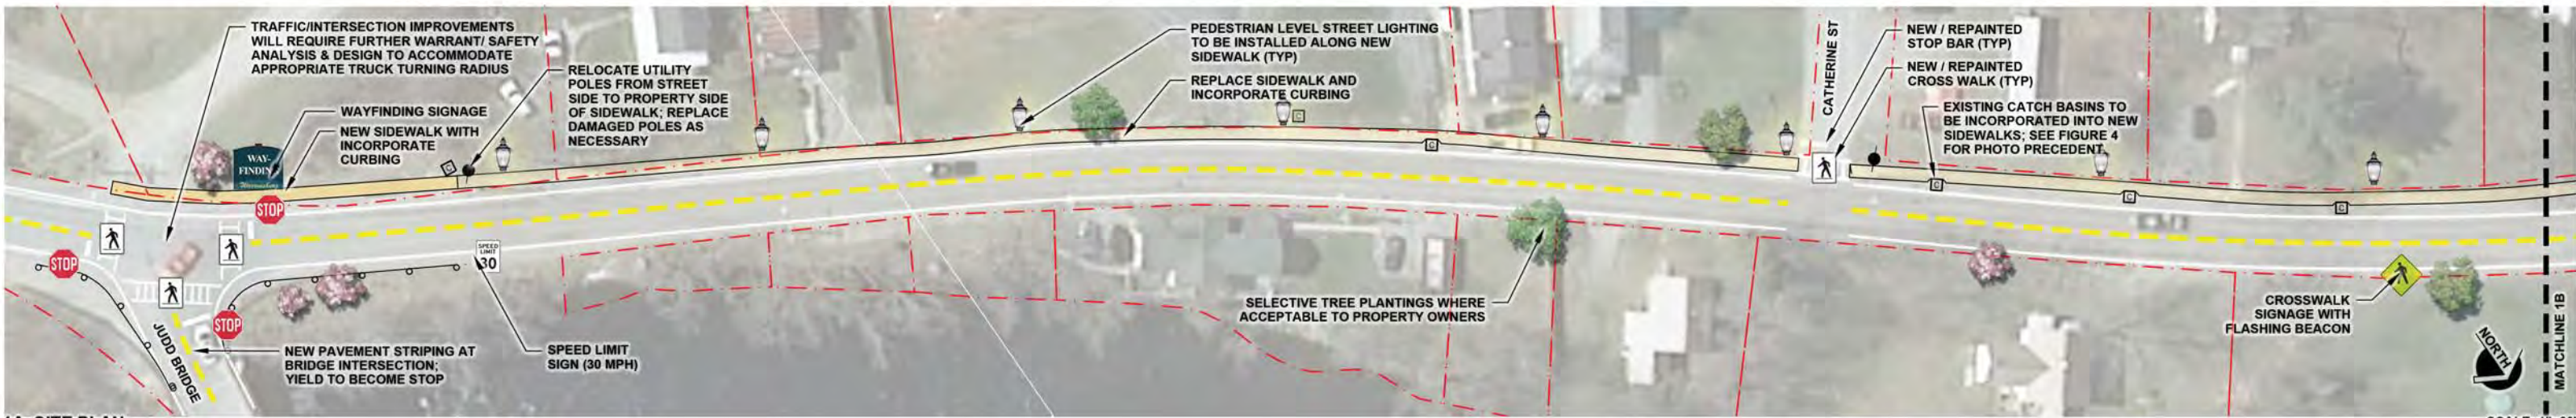 TRAFFIC/INTERSECTION IMPROVEMENTS
WILL REQUIRE FURTHER WARRANT/ SAFETY
ANALYSIS & DESIGN TO ACCOMMODATE
APPROPRIATE TRUCK TURNING RADIUS
WAYFINDING SIGNAGE
NEW SIDEWALK WITH
INCORPORATE
CURBING
WAY-
FINDING
Warrensburg
RELOCATE UTILITY
POLES FROM STREET
SIDE TO PROPERTY SIDE
OF SIDEWALK; REPLACE
DAMAGED POLES AS
NECESSARY
C
STOP
STOP
STOP
JUDD BRIDGE
NEW PAVEMENT STRIPING AT
BRIDGE INTERSECTION;
YIELD TO BECOME STOP
SPEED
LIMIT
30
SPEED LIMIT
SIGN (30 MPH)
PEDESTRIAN LEVEL STREET LIGHTING
TO BE INSTALLED ALONG NEW
SIDEWALK (TYP)
REPLACE SIDEWALK AND
INCORPORATE CURBING
C
C
SELECTIVE TREE PLANTINGS WHERE
ACCEPTABLE TO PROPERTY OWNERS
CATHERINE ST
NEW / REPAINTED
STOP BAR (TYP)
NEW / REPAINTED
CROSS WALK (TYP)
EXISTING CATCH BASINS TO
BE INCORPORATED INTO NEW
SIDEWALKS; SEE FIGURE 4
FOR PHOTO PRECEDENT
C
C
C
CROSSWALK
SIGNAGE WITH
FLASHING BEACON
NORTH
MATCHLINE 1B